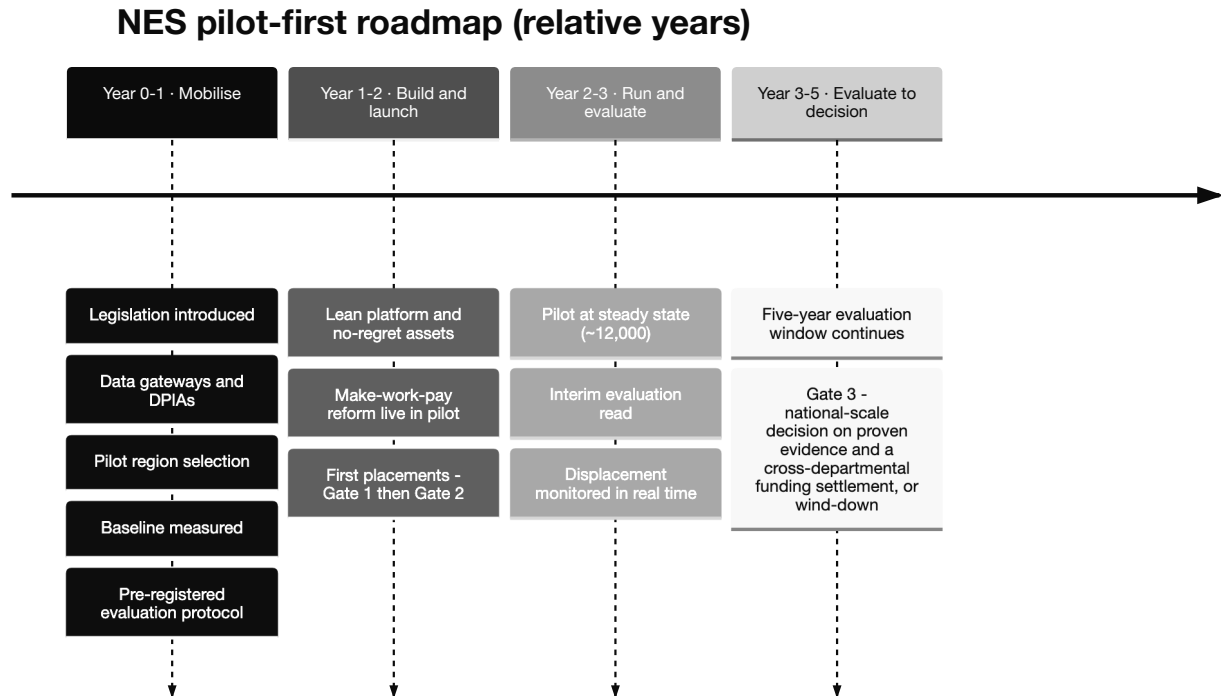 NES pilot-first roadmap (relative years)
Year 0-1 · Mobilise
Year 1-2 · Build and
launch
Year 2-3 · Run and
evaluate
Year 3-5 · Evaluate to
decision
Legislation introduced
Data gateways and
DPIAs
Pilot region selection
Baseline measured
Pre-registered
evaluation protocol
Lean platform and
no-regret assets
Make-work-pay
reform live in pilot
First placements -
Gate 1 then Gate 2
Pilot at steady state
(~12,000)
Interim evaluation
read
Displacement
monitored in real time
Five-year evaluation
window continues
Gate 3 -
national-scale
decision on proven
evidence and a
cross-departmental
funding settlement, or
wind-down